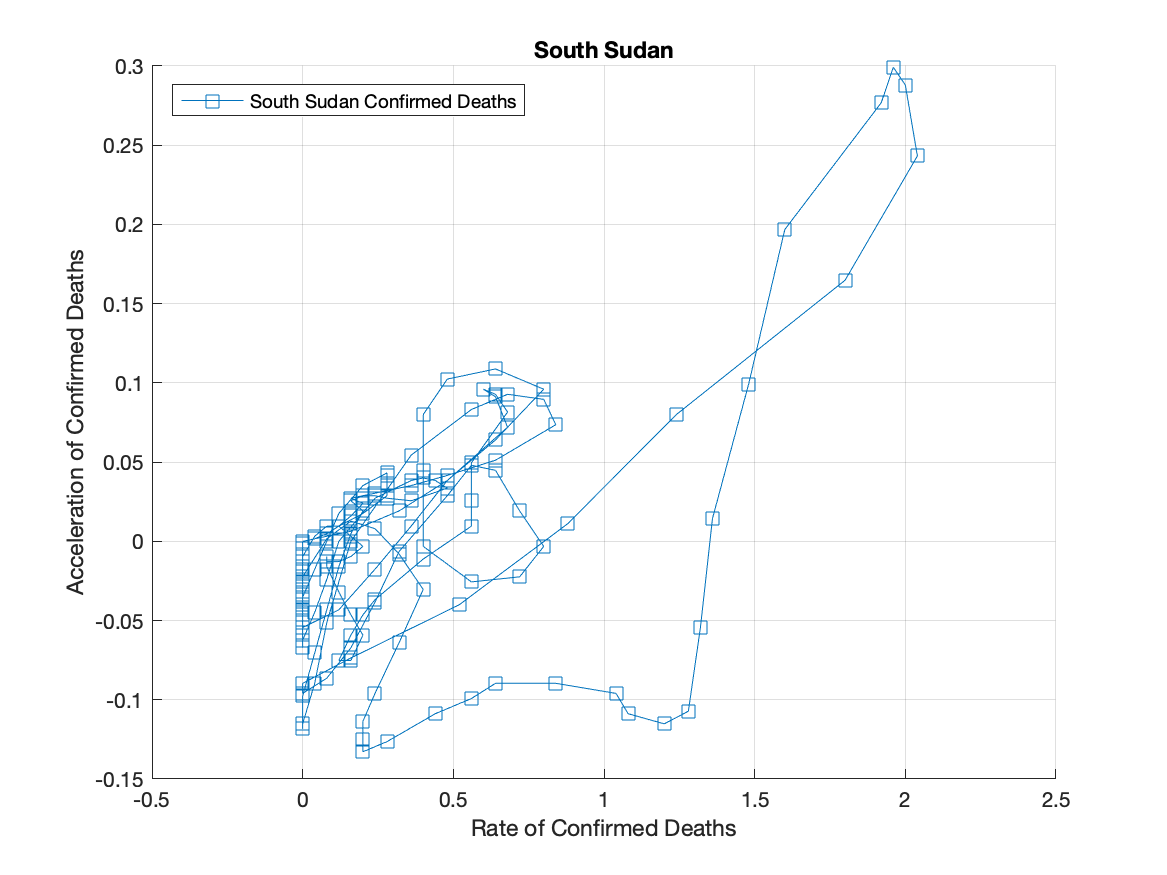 South Sudan
South Sudan Confirmed Deaths
0.3
0.25
0.2
0.15
0.1
0.05
0
-0.05
-0.1
-0.15
Acceleration of Confirmed Deaths
-0.5 0 0.5 1 1.5 2 2.5
Rate of Confirmed Deaths